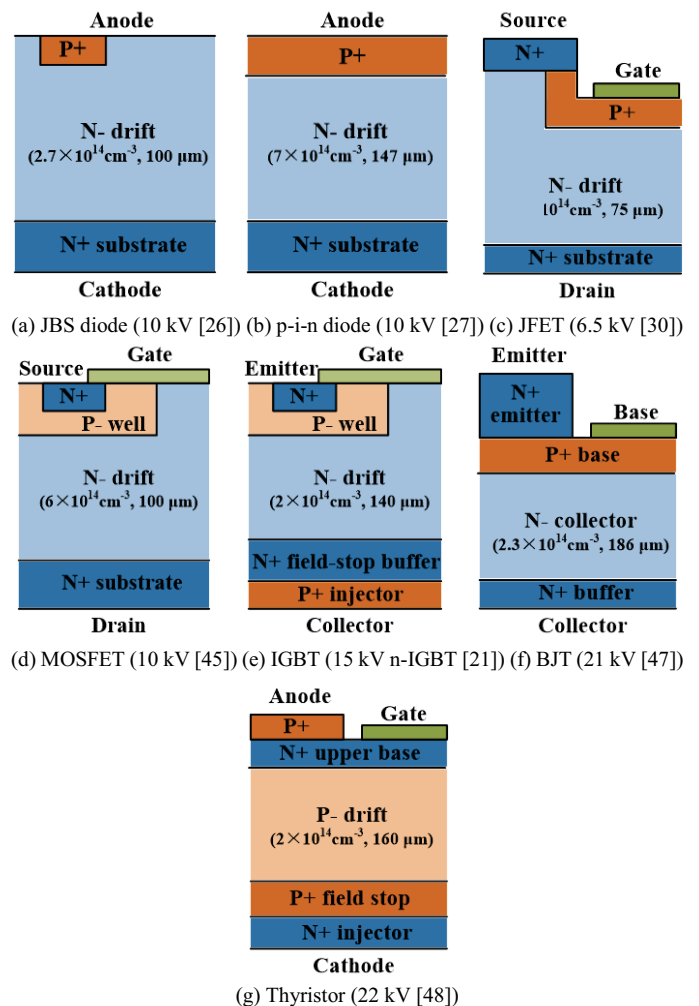 Anode
P+
N- drift
(2.7×10¹⁴cm⁻³, 100 μm)
N+ substrate
Cathode
(a) JBS diode (10 kV [26])
Anode
P+
N- drift
(7×10¹⁴cm⁻³, 147 μm)
N+ substrate
Cathode
(b) p-i-n diode (10 kV [27])
Source
N+
Gate
P+
N- drift
10¹⁴cm⁻³, 75 μm)
N+ substrate
Drain
(c) JFET (6.5 kV [30])
Source
Gate
N+
P- well
N- drift
(6×10¹⁴cm⁻³, 100 μm)
N+ substrate
Drain
(d) MOSFET (10 kV [45])
Emitter
Gate
N+
P- well
N- drift
(2×10¹⁴cm⁻³, 140 μm)
N+ field-stop buffer
P+ injector
Collector
(e) IGBT (15 kV n-IGBT [21])
Emitter
N+
emitter
Base
P+ base
N- collector
(2.3×10¹⁴cm⁻³, 186 μm)
N+ buffer
Collector
(f) BJT (21 kV [47])
Anode
P+
Gate
N+ upper base
P- drift
(2×10¹⁴cm⁻³, 160 μm)
P+ field stop
N+ injector
Cathode
(g) Thyristor (22 kV [48])